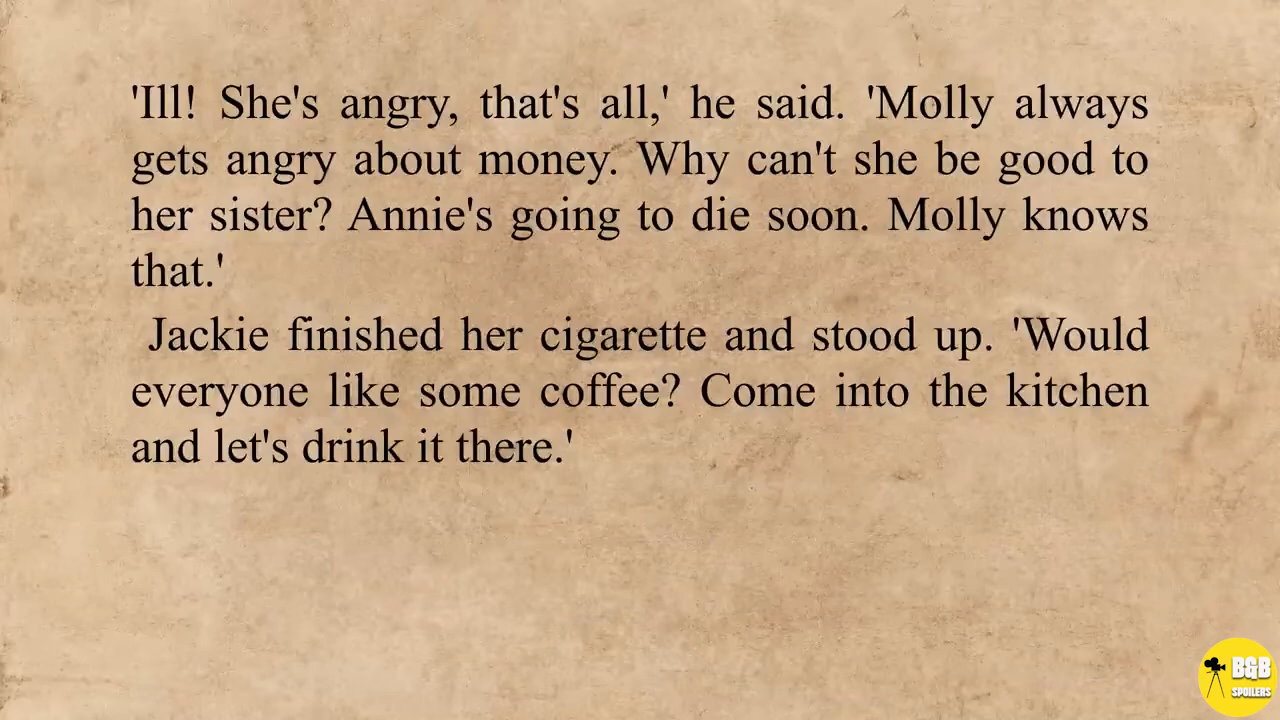 'Ill! She's angry, that's all,' he said. 'Molly always
gets angry about money. Why can't she be good to
her sister? Annie's going to die soon. Molly knows
that.'
Jackie finished her cigarette and stood up. 'Would
everyone like some coffee? Come into the kitchen
and let's drink it there.'
B&B
SPOILERS